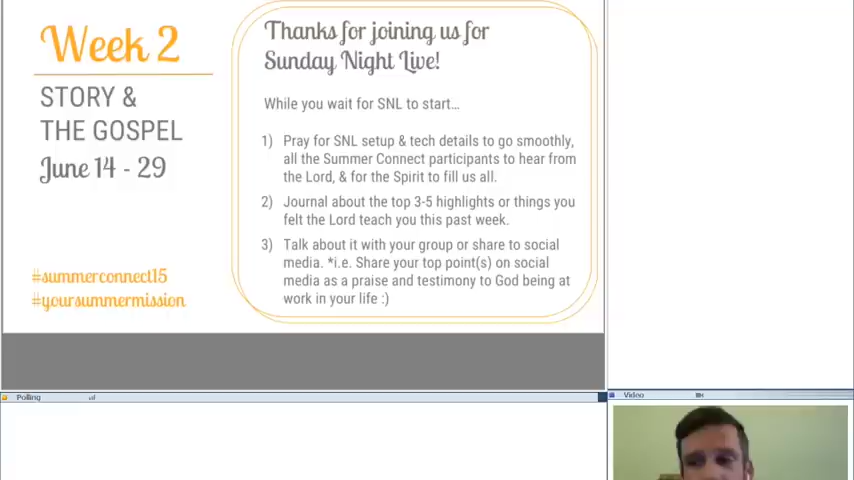 Week 2
STORY &
THE GOSPEL
June 14 - 29
#summerconnect15
#yoursummermission
Thanks for joining us for
Sunday Night Live!
While you wait for SNL to start…
1) Pray for SNL setup & tech details to go smoothly,
all the Summer Connect participants to hear from
the Lord, & for the Spirit to fill us all.
2) Journal about the top 3-5 highlights or things you
felt the Lord teach you this past week.
3) Talk about it with your group or share to social
media. *i.e. Share your top point(s) on social
media as a praise and testimony to God being at
work in your life :)
Polling
Video